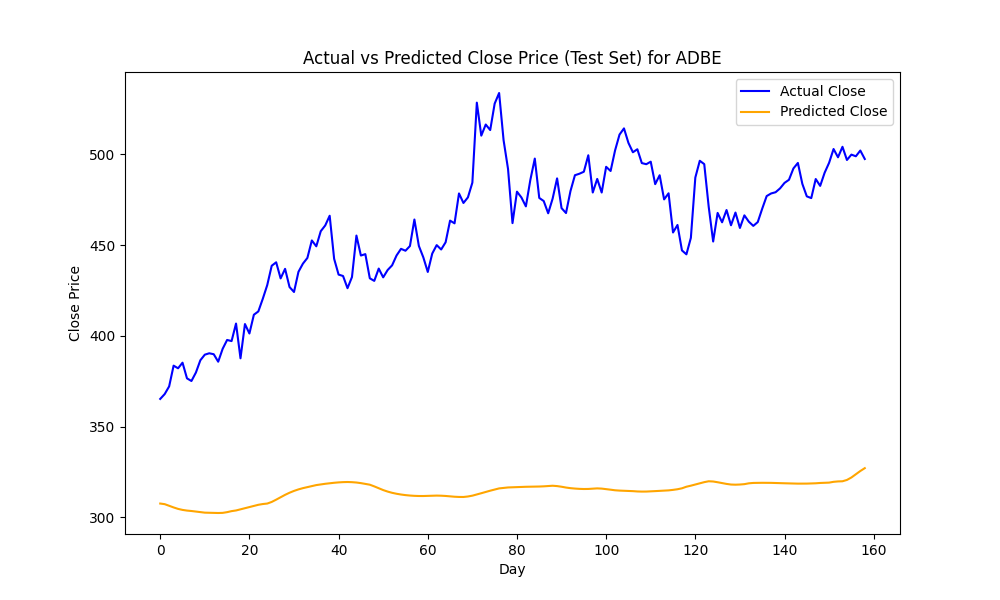 Actual vs Predicted Close Price (Test Set) for ADBE
Actual Close
Predicted Close
500
450
400
350
300
Close Price
0 20 40 60 80 100 120 140 160
Day